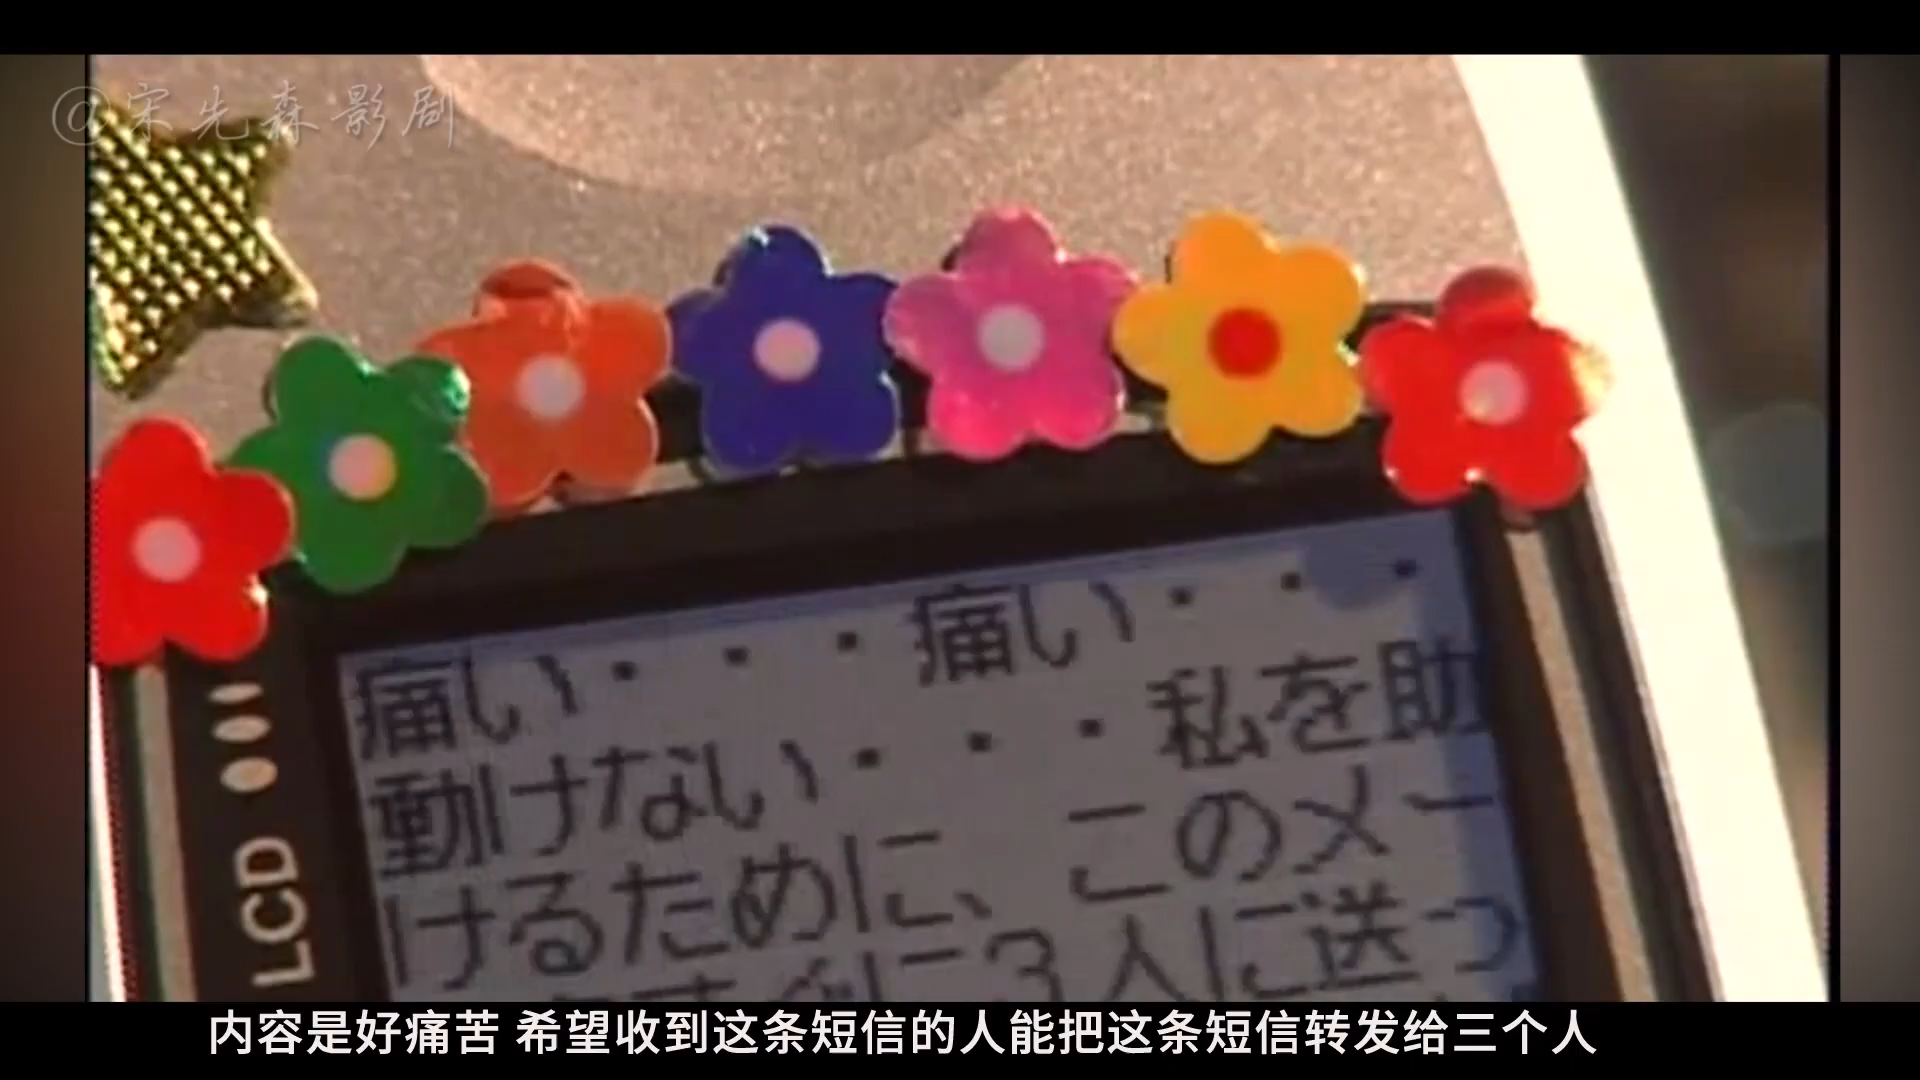 @宋先森影剧
痛い・・・痛い・・・
動けない・・・私を助
けるために、このメー
すぐに3人に送っ
LCD
内容是好痛苦 希望收到这条短信的人能把这条短信转发给三个人